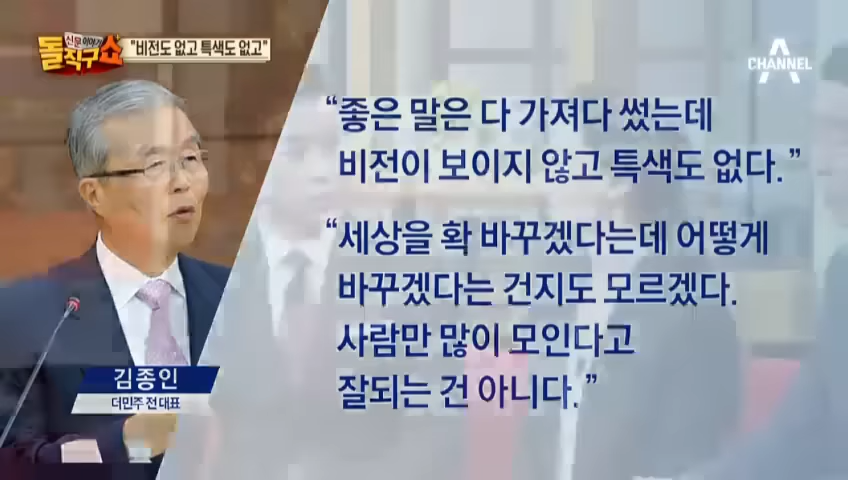 신문이야기
돌직구쇼
"비전도 없고 특색도 없고"
CHANNEL A
“좋은 말은 다 가져다 썼는데
비전이 보이지 않고 특색도 없다.”
“세상을 확 바꾸겠다는데 어떻게
바꾸겠다는 건지도 모르겠다.
사람만 많이 모인다고
잘되는 건 아니다.”
김종인
더민주 전 대표